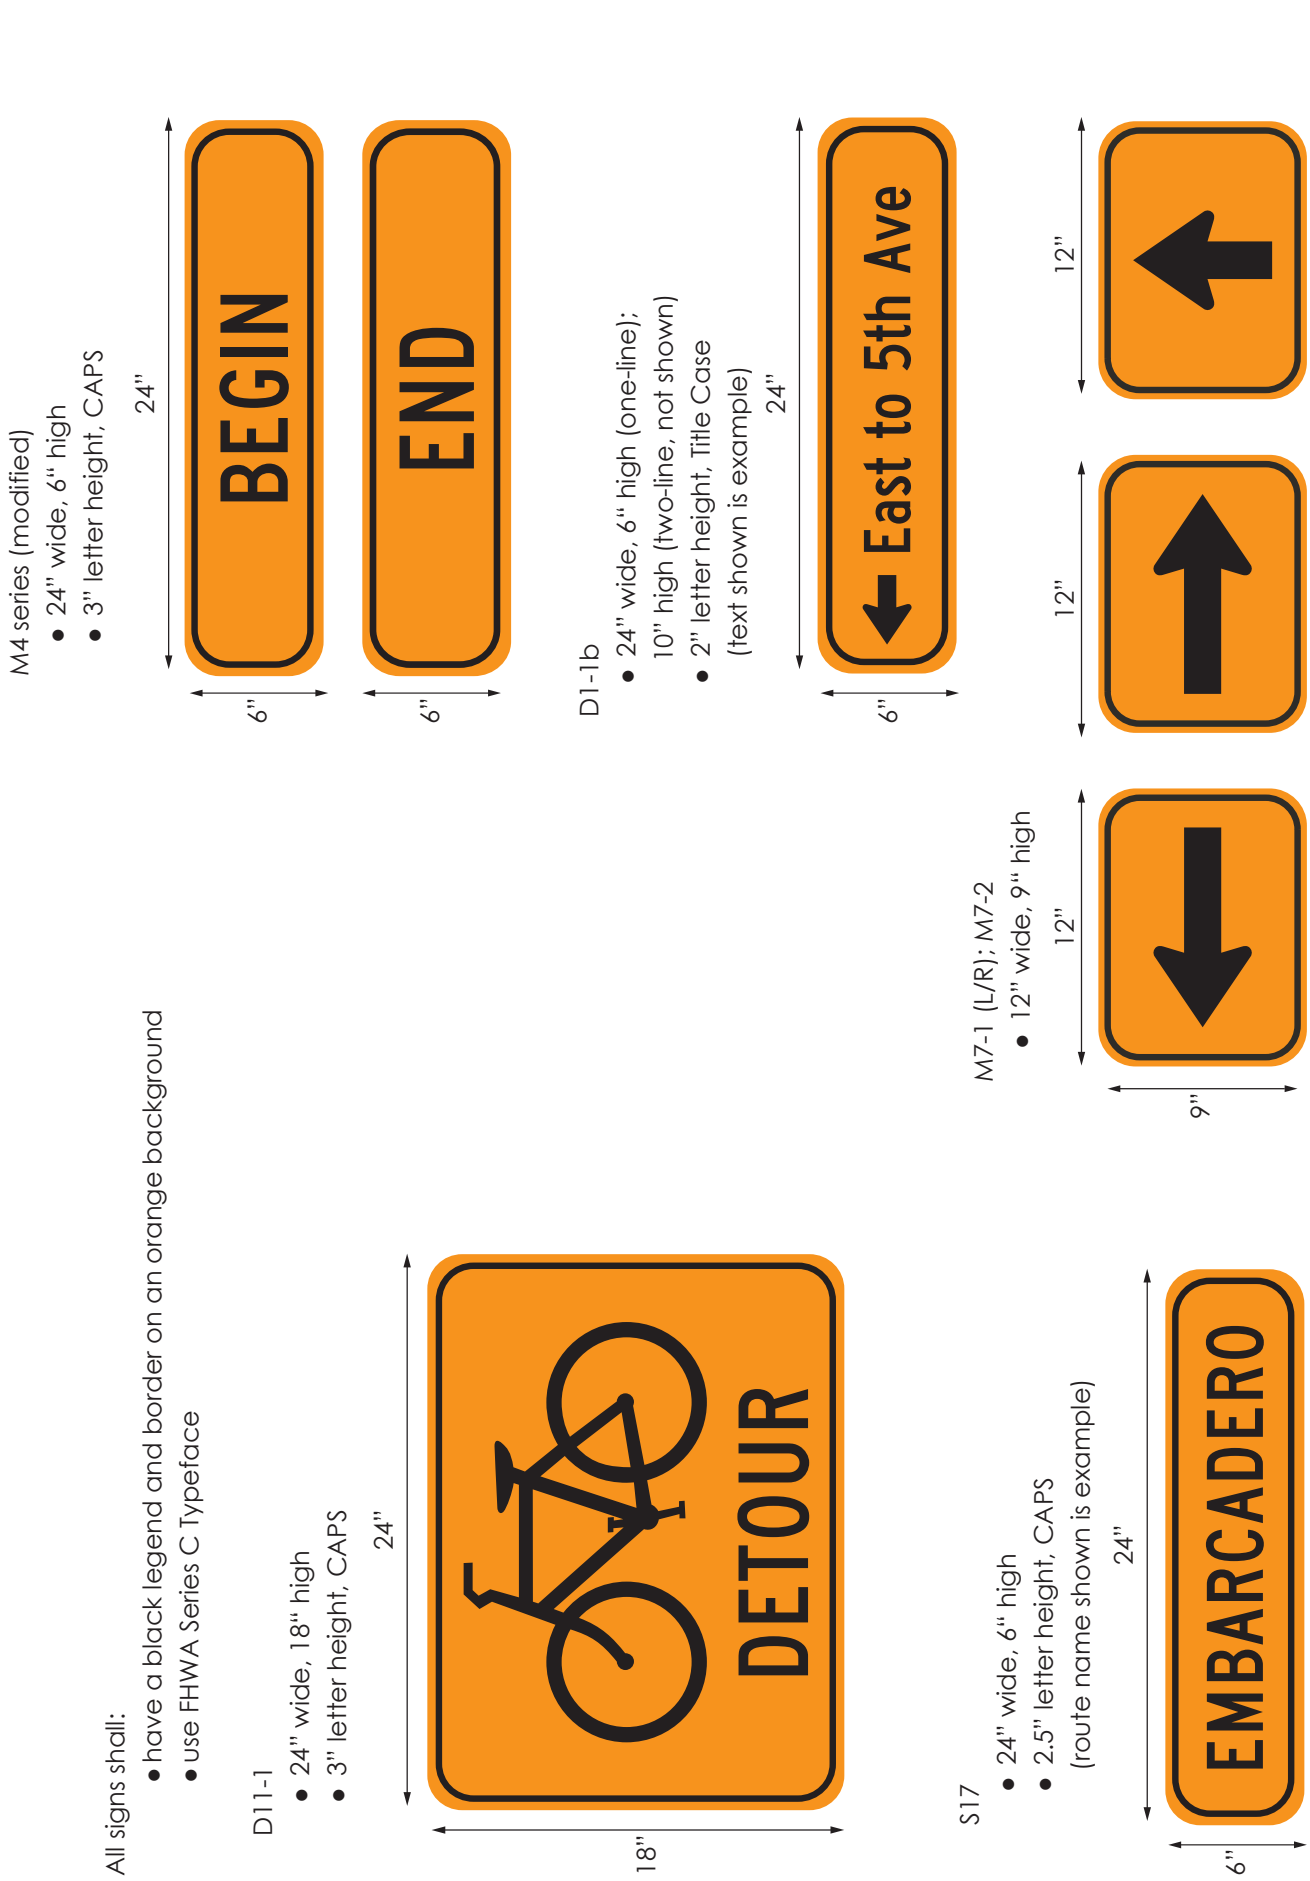 All signs shall:
● have a black legend and border on an orange background
● use FHWA Series C Typeface
D11-1
● 24” wide, 18“ high
● 3” letter height, CAPS
24”
18”
DETOUR
S17
● 24” wide, 6“ high
● 2.5” letter height, CAPS
(route name shown is example)
24”
6”
EMBARCADERO
M4 series (modified)
● 24” wide, 6“ high
● 3” letter height, CAPS
24”
6”
BEGIN
6”
END
D1-1b
● 24” wide, 6“ high (one-line);
10” high (two-line, not shown)
● 2” letter height, Title Case
(text shown is example)
24”
6”
East to 5th Ave
M7-1 (L/R); M7-2
● 12” wide, 9“ high
12”
12”
12”
9”